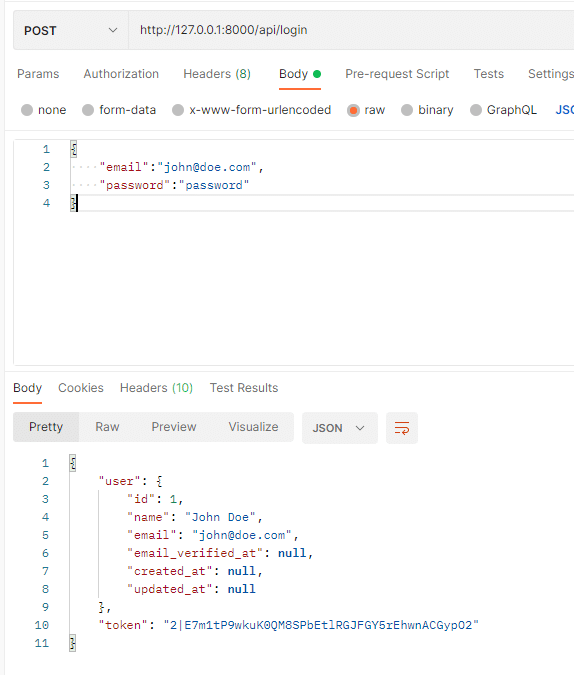 POST http://127.0.0.1:8000/api/login
Params Authorization Headers (8) Body Pre-request Script Tests Settings
none form-data x-www-form-urlencoded raw binary GraphQL JS
1 {
2 "email":"john@doe.com",
3 "password":"password"
4 }
Body Cookies Headers (10) Test Results
Pretty Raw Preview Visualize JSON
1 {
2 "user": {
3 "id": 1,
4 "name": "John Doe",
5 "email": "john@doe.com",
6 "email_verified_at": null,
7 "created_at": null,
8 "updated_at": null
9 },
10 "token": "2|E7m1tP9wkuK0QM8SPbEtlRGJFGY5rEhwnACGypO2"
11 }